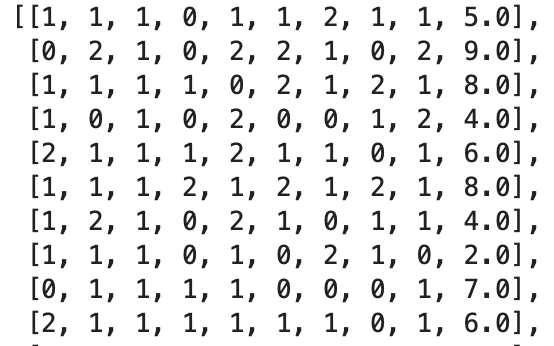 [[1, 1, 1, 0, 1, 1, 2, 1, 1, 5.0],
[0, 2, 1, 0, 2, 2, 1, 0, 2, 9.0],
[1, 1, 1, 1, 0, 2, 1, 2, 1, 8.0],
[1, 0, 1, 0, 2, 0, 0, 1, 2, 4.0],
[2, 1, 1, 1, 2, 1, 1, 0, 1, 6.0],
[1, 1, 1, 2, 1, 2, 1, 2, 1, 8.0],
[1, 2, 1, 0, 2, 1, 0, 1, 1, 4.0],
[1, 1, 1, 0, 1, 0, 2, 1, 0, 2.0],
[0, 1, 1, 1, 1, 0, 0, 0, 1, 7.0],
[2, 1, 1, 1, 1, 1, 1, 0, 1, 6.0],